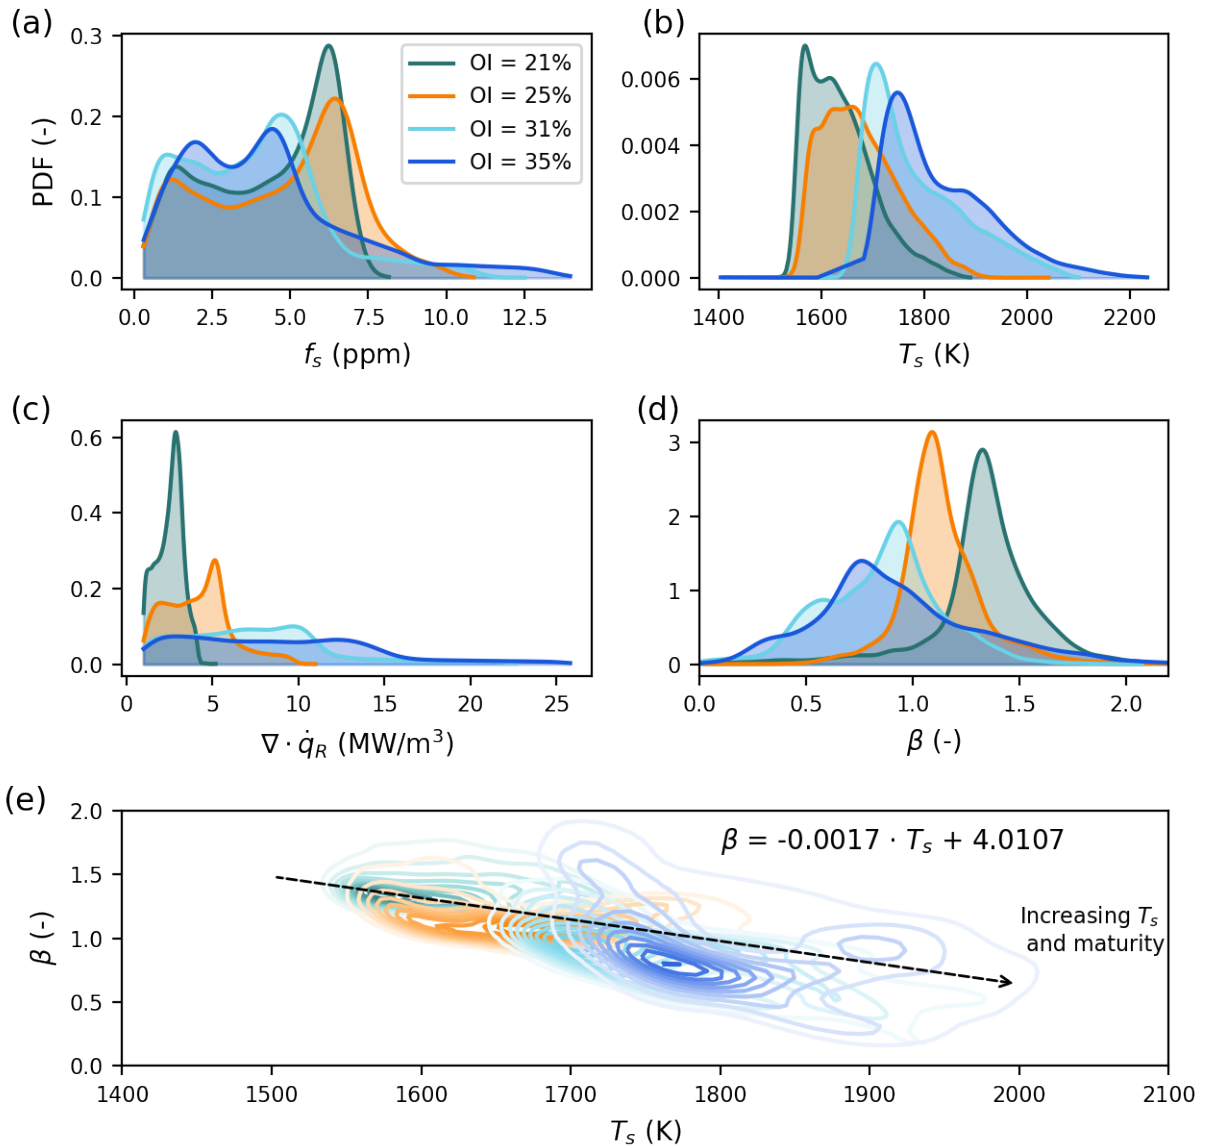 (a)
0.3
0.2
0.1
0.0
PDF (-)
OI = 21%
OI = 25%
OI = 31%
OI = 35%
0.0 2.5 5.0 7.5 10.0 12.5
fₛ (ppm)
(b)
0.006
0.004
0.002
0.000
1400 1600 1800 2000 2200
Tₛ (K)
(c)
0.6
0.4
0.2
0.0
0 5 10 15 20 25
∇ · q̇_R (MW/m³)
(d)
3
2
1
0
0.0 0.5 1.0 1.5 2.0
β (-)
(e)
2.0
1.5
1.0
0.5
0.0
β (-)
β = -0.0017 · Tₛ + 4.0107
Increasing Tₛ
and maturity
1400 1500 1600 1700 1800 1900 2000 2100
Tₛ (K)